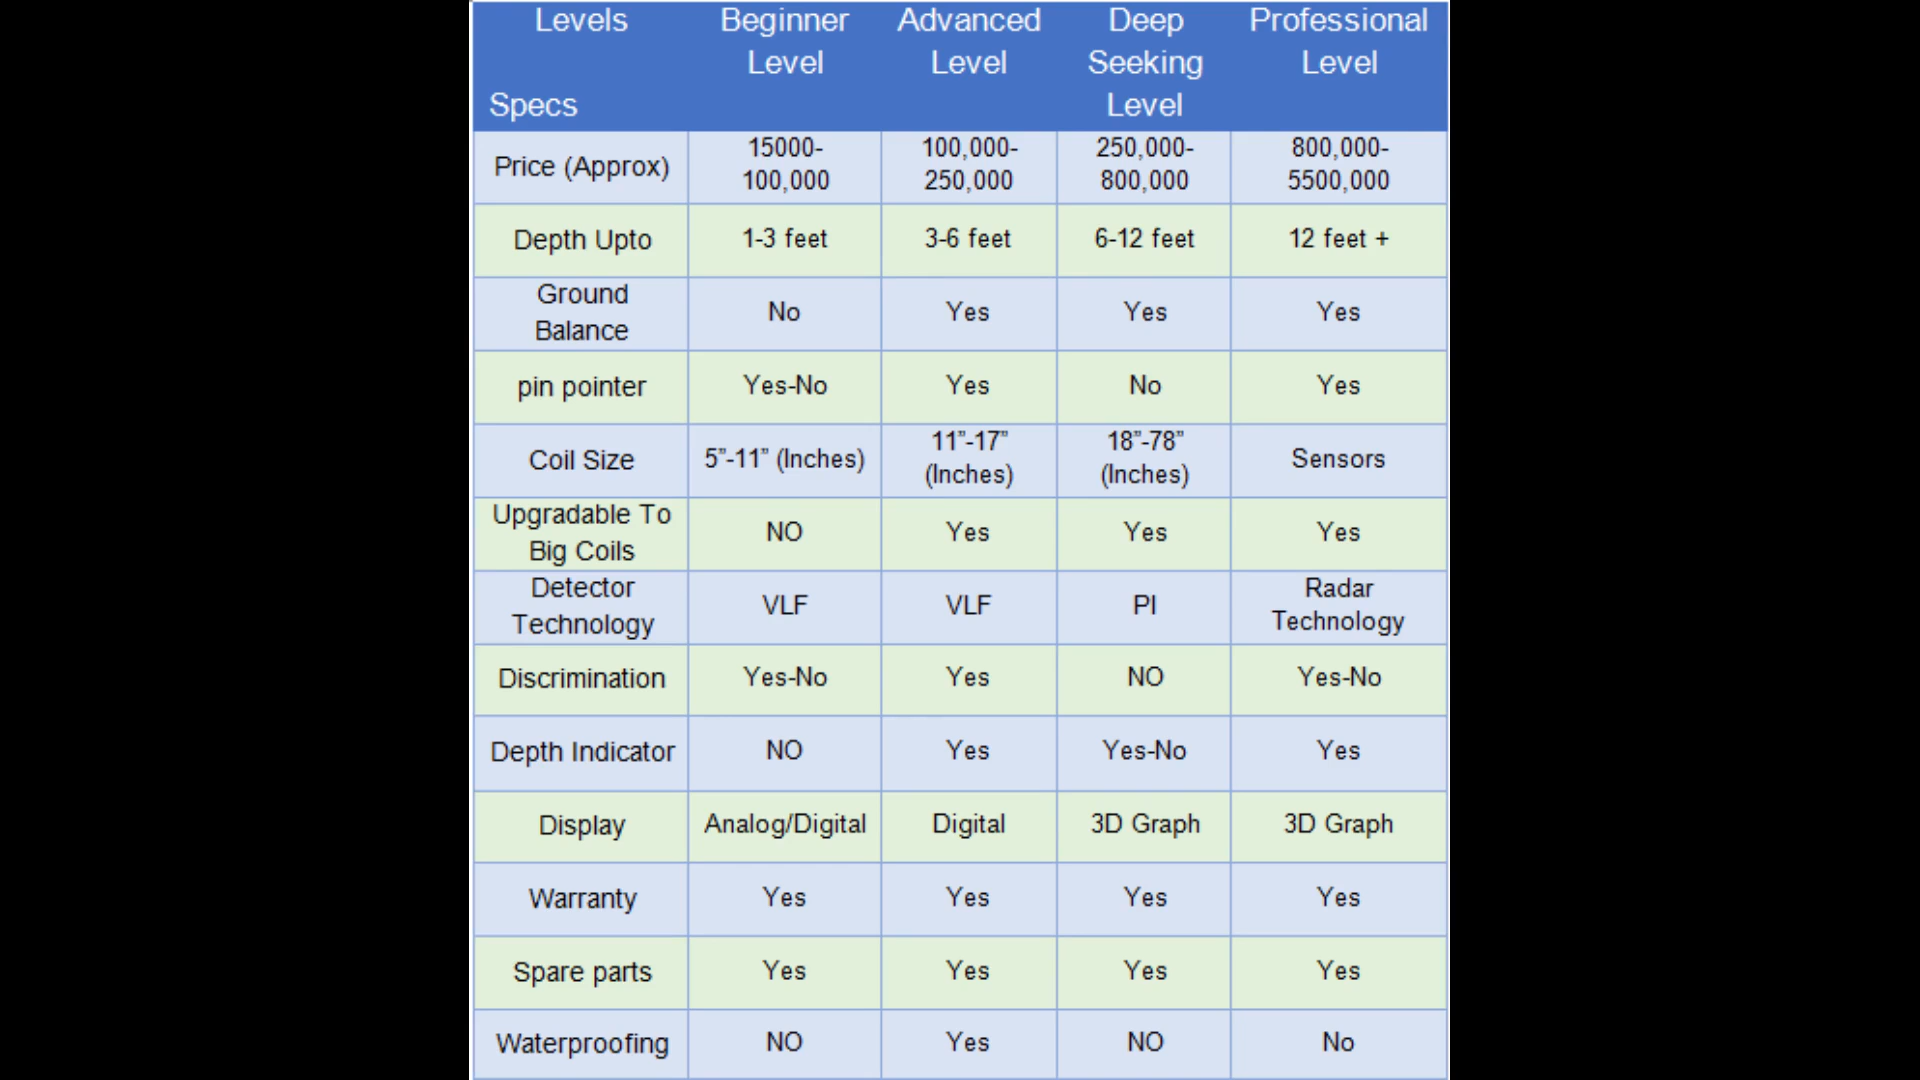 Levels Beginner Advanced Deep Professional
Level Level Seeking Level
Specs Level
Price (Approx) 15000- 100,000- 250,000- 800,000-
100,000 250,000 800,000 5500,000
Depth Upto 1-3 feet 3-6 feet 6-12 feet 12 feet +
Ground
Balance No Yes Yes Yes
pin pointer Yes-No Yes No Yes
Coil Size 5”-11” (Inches) 11”-17” 18”-78” Sensors
(Inches) (Inches)
Upgradable To
Big Coils NO Yes Yes Yes
Detector Radar
Technology VLF VLF PI Technology
Discrimination Yes-No Yes NO Yes-No
Depth Indicator NO Yes Yes-No Yes
Display Analog/Digital Digital 3D Graph 3D Graph
Warranty Yes Yes Yes Yes
Spare parts Yes Yes Yes Yes
Waterproofing NO Yes NO No